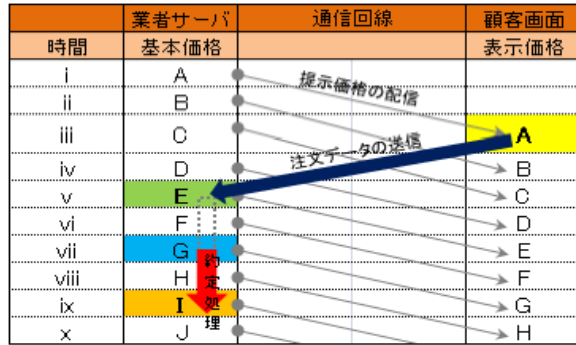 業者サーバ 通信回線 顧客画面
時間 基本価格 表示価格
i A
ii B
提示価格の配信
iii C A
注文データの送信
iv D B
v E C
vi F D
vii G E
viii H F
ix I G
x J H
約定処理